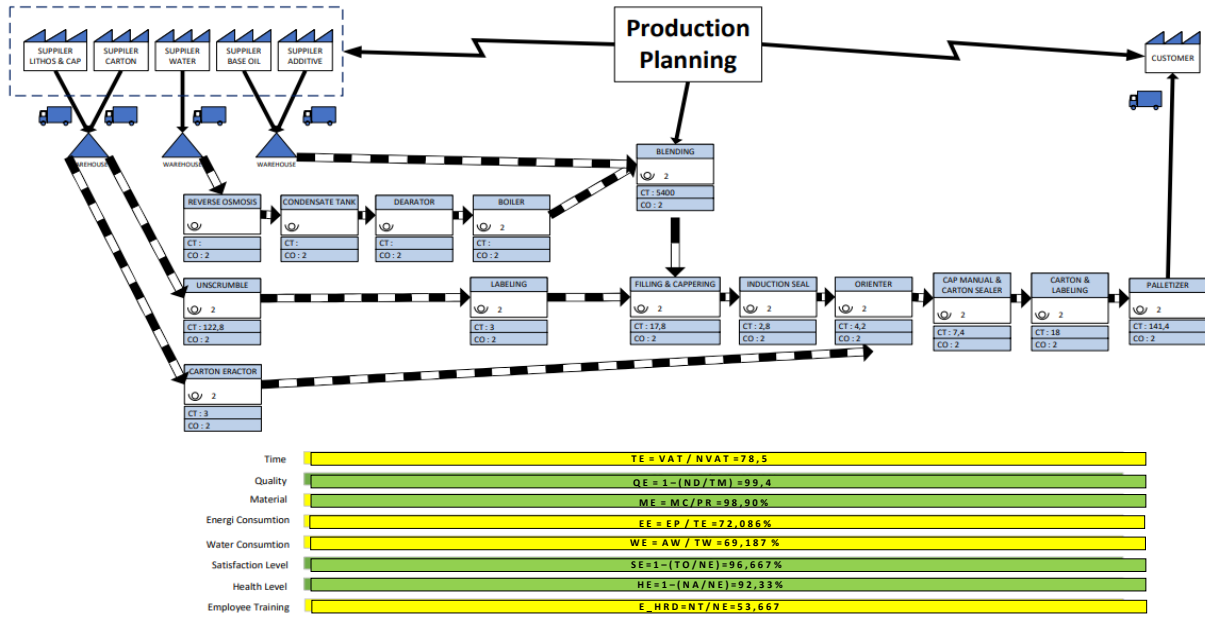 Production
Planning
SUPPILER
LITHOS & CAP
SUPPILER
CARTON
SUPPILER
WATER
SUPPILER
BASE OIL
SUPPILER
ADDITIVE
CUSTOMER
WAREHOUSE
WAREHOUSE
WAREHOUSE
BLENDING
2
CT : 5400
CO : 2
REVERSE OSMOSIS
CT :
CO : 2
CONDENSATE TANK
CT :
CO : 2
DEARATOR
CT :
CO : 2
BOILER
2
CT :
CO : 2
UNSCRUMBLE
2
CT : 122,8
CO : 2
LABELING
2
CT : 3
CO : 2
FILLING & CAPPERING
2
CT : 17,8
CO : 2
INDUCTION SEAL
2
CT : 2,8
CO : 2
ORIENTER
2
CT : 4,2
CO : 2
CAP MANUAL &
CARTON SEALER
2
CT : 7,4
CO : 2
CARTON &
LABELING
2
CT : 18
CO : 2
PALLETIZER
2
CT : 141,4
CO : 2
CARTON ERACTOR
2
CT : 3
CO : 2
Time
TE = VAT / NVAT =78,5
Quality
QE = 1–(ND/TM) =99,4
Material
ME = MC/PR =98,90%
Energi Consumtion
EE = EP / TE =72,086%
Water Consumtion
WE = AW / TW =69,187 %
Satisfaction Level
SE=1–(TO/NE)=96,667%
Health Level
HE=1–(NA/NE)=92,33%
Employee Training
E_HRD=NT/NE=53,667